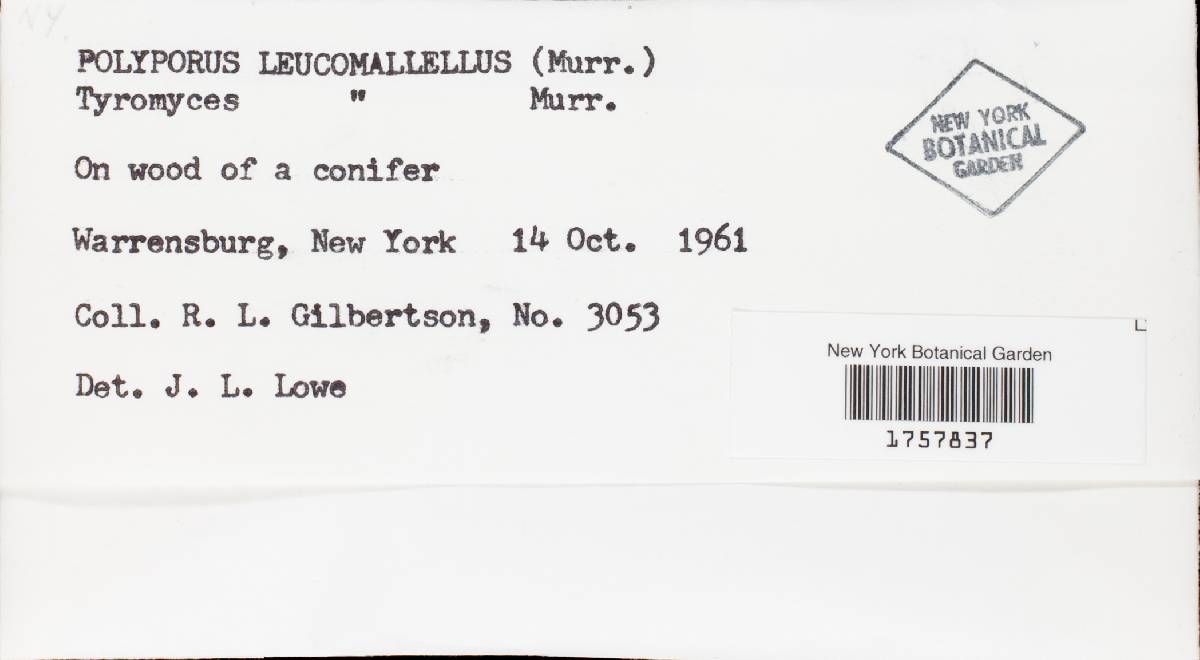 NY.
POLYPORUS LEUCOMALLELLUS (Murr.)
Tyromyces " Murr.
On wood of a conifer
Warrensburg, New York 14 Oct. 1961
Coll. R. L. Gilbertson, No. 3053
Det. J. L. Lowe
NEW YORK
BOTANICAL
GARDEN
New York Botanical Garden
1757837